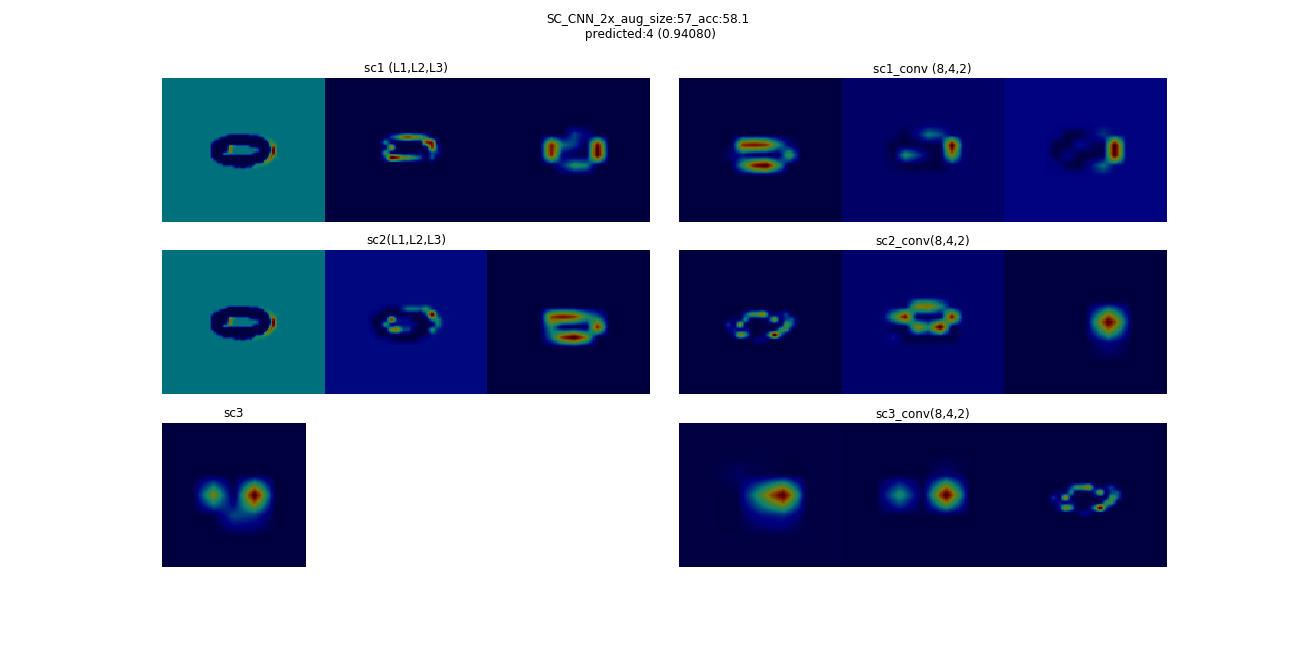 SC_CNN_2x_aug_size:57_acc:58.1
predicted:4 (0.94080)
sc1 (L1,L2,L3)
sc1_conv (8,4,2)
sc2(L1,L2,L3)
sc2_conv(8,4,2)
sc3
sc3_conv(8,4,2)